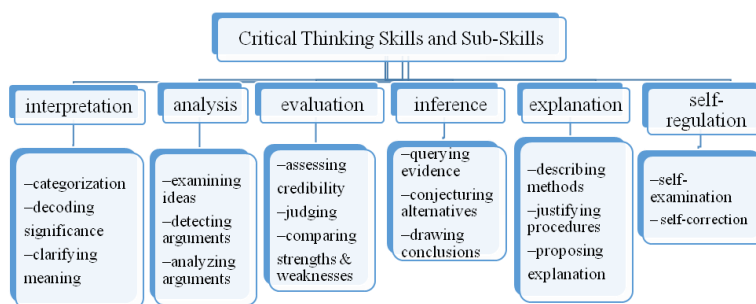 Critical Thinking Skills and Sub-Skills
interpretation
analysis
evaluation
inference
explanation
self-
regulation
–categorization
–decoding
significance
–clarifying
meaning
–examining
ideas
–detecting
arguments
–analyzing
arguments
–assessing
credibility
–judging
–comparing
strengths &
weaknesses
–querying
evidence
–conjecturing
alternatives
–drawing
conclusions
–describing
methods
–justifying
procedures
–proposing
explanation
–self-
examination
– self-correction